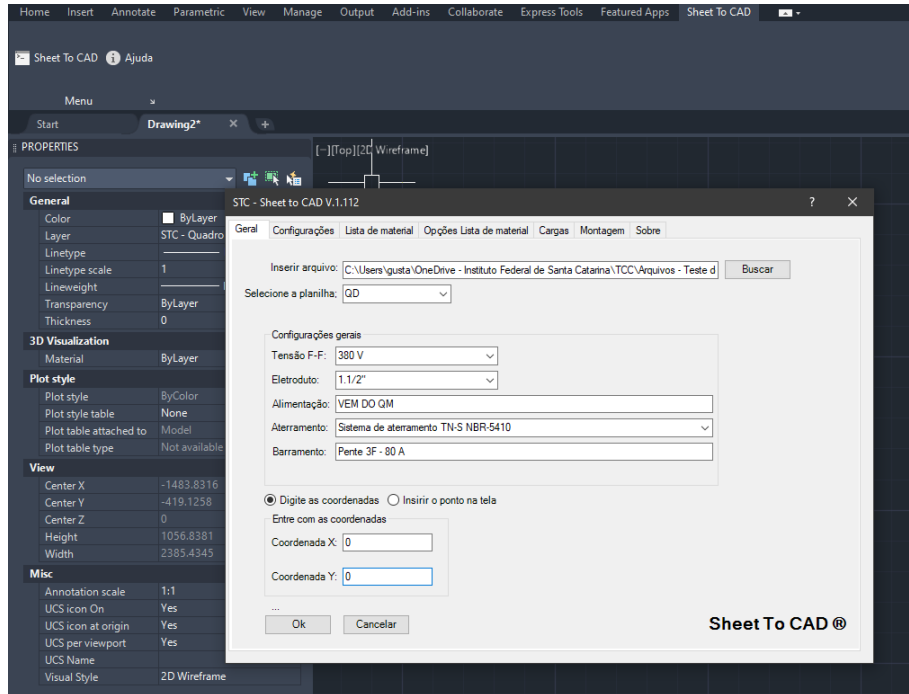 Home Insert Annotate Parametric View Manage Output Add-ins Collaborate Express Tools Featured Apps Sheet To CAD
Sheet To CAD Ajuda
Menu
Start Drawing2*
PROPERTIES
[−][Top][2D Wireframe]
No selection
General
Color ByLayer
Layer STC - Quadro
Linetype
Linetype scale 1
Lineweight
Transparency ByLayer
Thickness 0
3D Visualization
Material ByLayer
Plot style
Plot style ByColor
Plot style table None
Plot table attached to Model
Plot table type Not available
View
Center X -1483.8316
Center Y -419.1258
Center Z 0
Height 1056.8381
Width 2385.4345
Misc
Annotation scale 1:1
UCS icon On Yes
UCS icon at origin Yes
UCS per viewport Yes
UCS Name
Visual Style 2D Wireframe
STC - Sheet to CAD V.1.112
Geral Configurações Lista de material Opções Lista de material Cargas Montagem Sobre
Inserir arquivo: C:\Users\gusta\OneDrive - Instituto Federal de Santa Catarina\TCC\Arquivos - Teste d Buscar
Selecione a planilha; QD
Configurações gerais
Tensão F-F: 380 V
Eletroduto: 1.1/2"
Alimentação: VEM DO QM
Aterramento: Sistema de aterramento TN-S NBR-5410
Barramento: Pente 3F - 80 A
Digite as coordenadas Insirir o ponto na tela
Entre com as coordenadas
Coordenada X: 0
Coordenada Y: 0
...
Ok Cancelar
Sheet To CAD ®